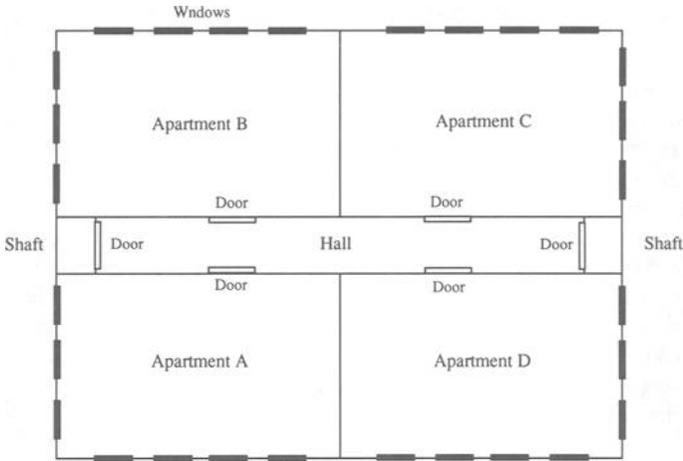 Wndows
Apartment B
Apartment C
Door
Door
Shaft
Door
Hall
Door
Shaft
Door
Door
Apartment A
Apartment D